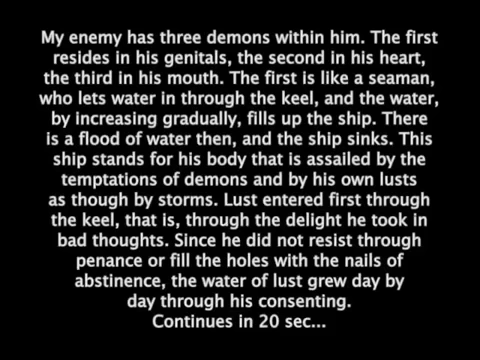 My enemy has three demons within him. The first
resides in his genitals, the second in his heart,
the third in his mouth. The first is like a seaman,
who lets water in through the keel, and the water,
by increasing gradually, fills up the ship. There
is a flood of water then, and the ship sinks. This
ship stands for his body that is assailed by the
temptations of demons and by his own lusts
as though by storms. Lust entered first through
the keel, that is, through the delight he took in
bad thoughts. Since he did not resist through
penance or fill the holes with the nails of
abstinence, the water of lust grew day by
day through his consenting.
Continues in 20 sec...